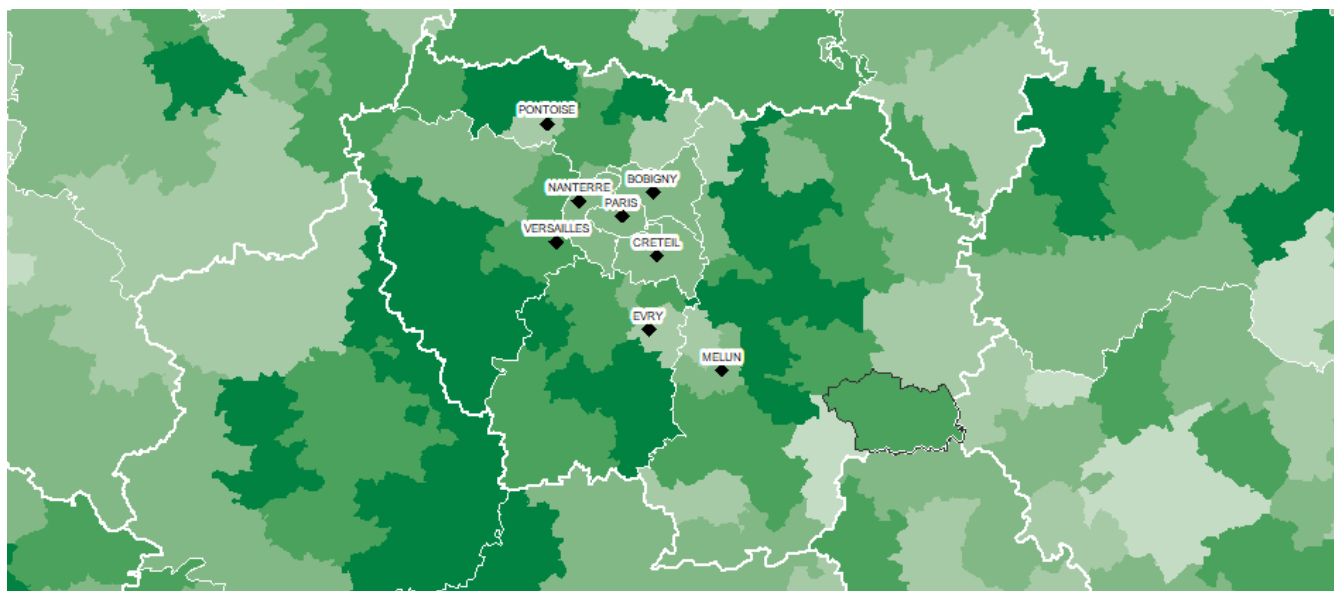 PONTOISE
BOBIGNY
NANTERRE
PARIS
VERSAILLES
CRETEIL
EVRY
MELUN